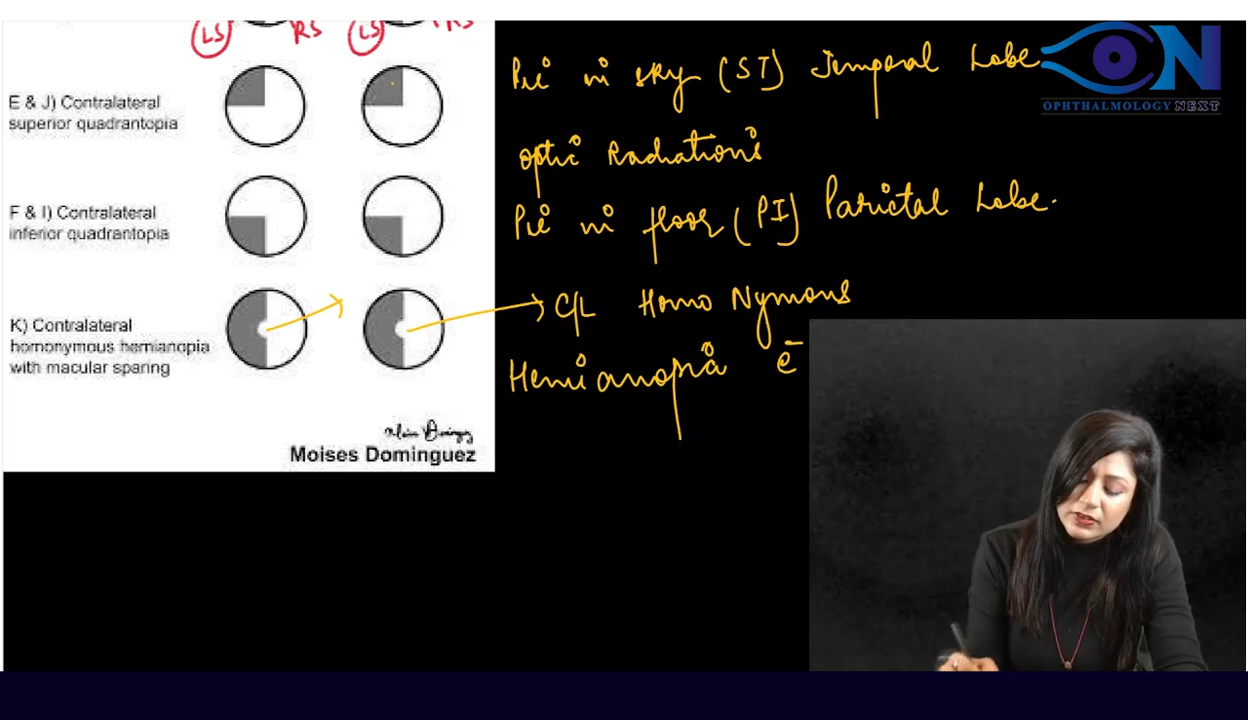 LS RS LS RS
E & J) Contralateral
superior quadrantopia
F & I) Contralateral
inferior quadrantopia
K) Contralateral
homonymous hemianopia
with macular sparing
Moises Dominguez
Pie in sky (ST) Temporal Lobe
optic Radiations
Pie in floor (PI) Parietal Lobe.
C/L Homo Nymous
Hemianopia c̄
ON
OPHTHALMOLOGY NEXT